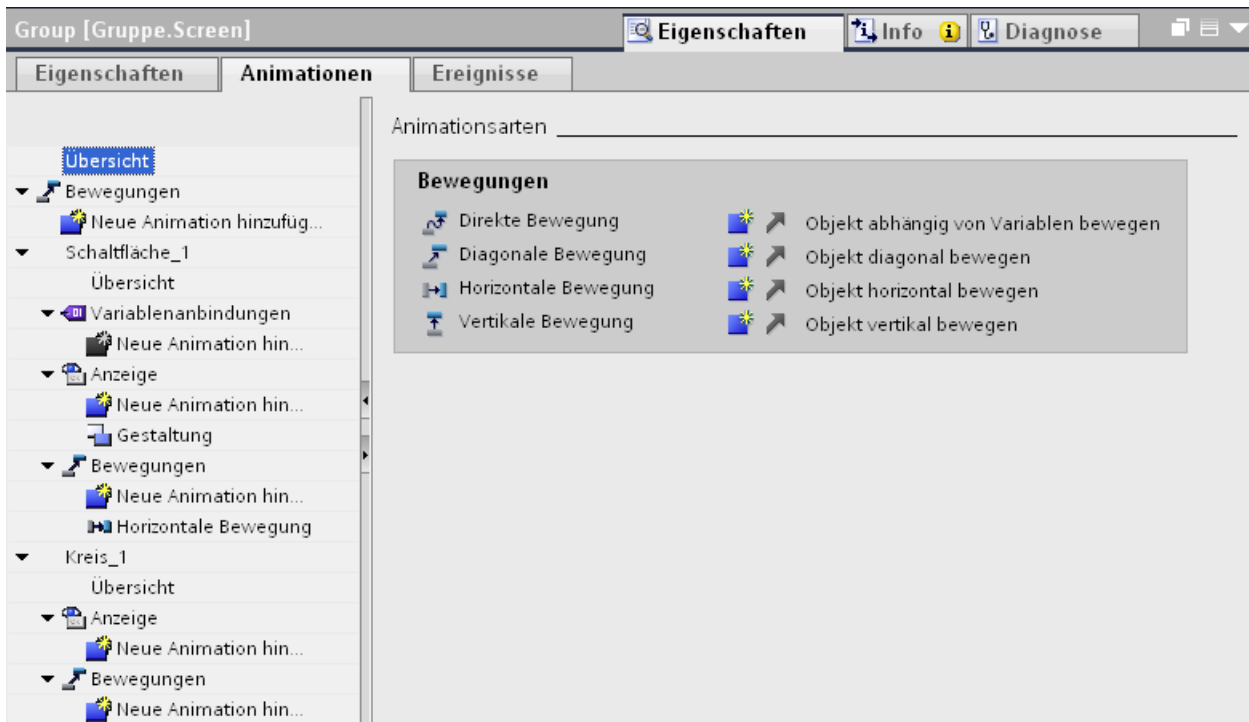 Group [Gruppe.Screen]
Eigenschaften
Info
Diagnose
Eigenschaften
Animationen
Ereignisse
Übersicht
Bewegungen
Neue Animation hinzufüg...
Schaltfläche_1
Übersicht
Variablenanbindungen
Neue Animation hin...
Anzeige
Neue Animation hin...
Gestaltung
Bewegungen
Neue Animation hin...
Horizontale Bewegung
Kreis_1
Übersicht
Anzeige
Neue Animation hin...
Bewegungen
Neue Animation hin...
Animationsarten
Bewegungen
Direkte Bewegung Objekt abhängig von Variablen bewegen
Diagonale Bewegung Objekt diagonal bewegen
Horizontale Bewegung Objekt horizontal bewegen
Vertikale Bewegung Objekt vertikal bewegen